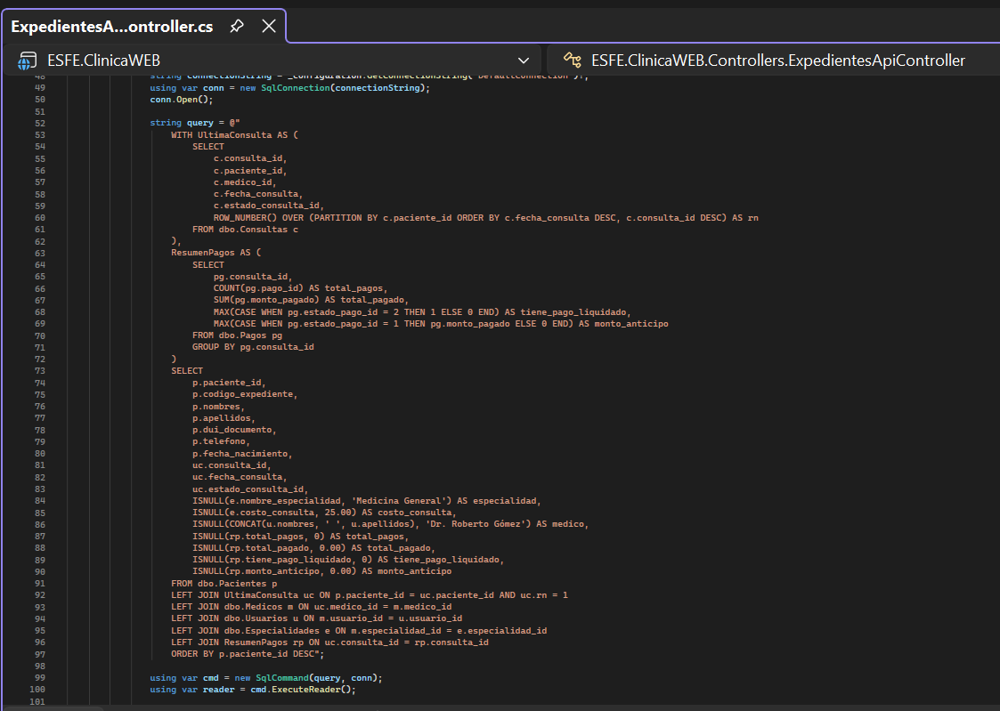 ExpedientesA...ontroller.cs
ESFE.ClinicaWEB
ESFE.ClinicaWEB.Controllers.ExpedientesApiController
48 string connectionString = _configuration.GetConnectionString("DefaultConnection")!;
49 using var conn = new SqlConnection(connectionString);
50 conn.Open();
51
52 string query = @"
53 WITH UltimaConsulta AS (
54 SELECT
55 c.consulta_id,
56 c.paciente_id,
57 c.medico_id,
58 c.fecha_consulta,
59 c.estado_consulta_id,
60 ROW_NUMBER() OVER (PARTITION BY c.paciente_id ORDER BY c.fecha_consulta DESC, c.consulta_id DESC) AS rn
61 FROM dbo.Consultas c
62 ),
63 ResumenPagos AS (
64 SELECT
65 pg.consulta_id,
66 COUNT(pg.pago_id) AS total_pagos,
67 SUM(pg.monto_pagado) AS total_pagado,
68 MAX(CASE WHEN pg.estado_pago_id = 2 THEN 1 ELSE 0 END) AS tiene_pago_liquidado,
69 MAX(CASE WHEN pg.estado_pago_id = 1 THEN pg.monto_pagado ELSE 0 END) AS monto_anticipo
70 FROM dbo.Pagos pg
71 GROUP BY pg.consulta_id
72 )
73 SELECT
74 p.paciente_id,
75 p.codigo_expediente,
76 p.nombres,
77 p.apellidos,
78 p.dui_documento,
79 p.telefono,
80 p.fecha_nacimiento,
81 uc.consulta_id,
82 uc.fecha_consulta,
83 uc.estado_consulta_id,
84 ISNULL(e.nombre_especialidad, 'Medicina General') AS especialidad,
85 ISNULL(e.costo_consulta, 25.00) AS costo_consulta,
86 ISNULL(CONCAT(u.nombres, ' ', u.apellidos), 'Dr. Roberto Gómez') AS medico,
87 ISNULL(rp.total_pagos, 0) AS total_pagos,
88 ISNULL(rp.total_pagado, 0.00) AS total_pagado,
89 ISNULL(rp.tiene_pago_liquidado, 0) AS tiene_pago_liquidado,
90 ISNULL(rp.monto_anticipo, 0.00) AS monto_anticipo
91 FROM dbo.Pacientes p
92 LEFT JOIN UltimaConsulta uc ON p.paciente_id = uc.paciente_id AND uc.rn = 1
93 LEFT JOIN dbo.Medicos m ON uc.medico_id = m.medico_id
94 LEFT JOIN dbo.Usuarios u ON m.usuario_id = u.usuario_id
95 LEFT JOIN dbo.Especialidades e ON m.especialidad_id = e.especialidad_id
96 LEFT JOIN ResumenPagos rp ON uc.consulta_id = rp.consulta_id
97 ORDER BY p.paciente_id DESC";
98
99 using var cmd = new SqlCommand(query, conn);
100 using var reader = cmd.ExecuteReader();
101